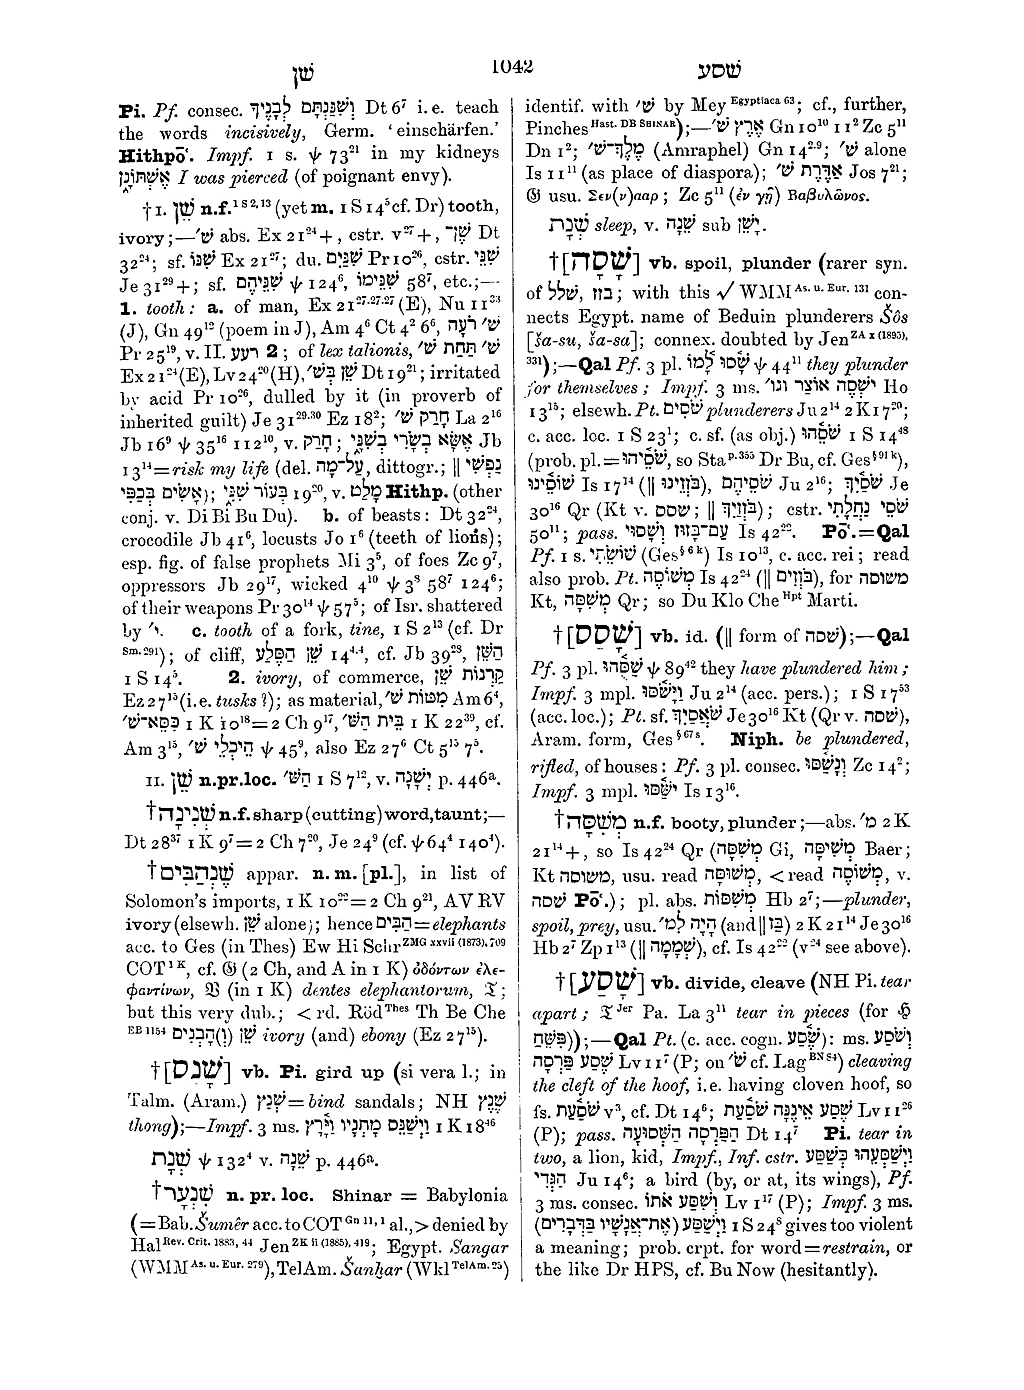 שׁן 1042 שׁסע
Pi. Pf. consec. וְשִׁנַּנְתָּם לְבָנֶיךָ Dt 6⁷ i. e. teach
the words incisively, Germ. ‘einschärfen.’
Hithpōʿ. Impf. 1 s. ψ 73²¹ in my kidneys
אֶשְׁתּוֹנָן I was pierced (of poignant envy).
†I. שֵׁן n.f.¹ˢ²,¹³ (yet m. 1 S 14⁵ cf. Dr) tooth,
ivory;—שׁ׳ abs. Ex 21²⁴+, cstr. v²⁷+, שֶׁן־ Dt
32²⁴; sf. שִׁנּוֹ Ex 21²⁷; du. שִׁנַּיִם Pr 10²⁶, cstr. שִׁנֵּי
Je 31²⁹+; sf. שִׁנֵּיהֶם ψ 124⁶, שִׁנֵּימוֹ 58⁷, etc.;—
1. tooth: a. of man, Ex 21²⁷·²⁷·²⁷ (E), Nu 11³³
(J), Gn 49¹² (poem in J), Am 4⁶ Ct 4² 6⁶, שׁ׳ רֹעָה
Pr 25¹⁹, v. II. רעע 2; of lex talionis, שׁ׳ תַּחַת שׁ׳
Ex 21²⁴ (E), Lv 24²⁰ (H), שֵׁן בְּשׁ׳ Dt 19²¹; irritated
by acid Pr 10²⁶, dulled by it (in proverb of
inherited guilt) Je 31²⁹·³⁰ Ez 18²; חָרַק שׁ׳ La 2¹⁶
Jb 16⁹ ψ 35¹⁶ 112¹⁰, v. חָרַק; אֶשָּׂא בְשָׂרִי בְשִׁנָּי Jb
13¹⁴=risk my life (del. עַל־מָה, dittogr.; ‖ נַפְשִׁי
אָשִׂים בְּכַפִּי); בְּעוֹר שִׁנָּי 19²⁰, v. מָלַט Hithp. (other
conj. v. Di Bi Bu Du). b. of beasts: Dt 32²⁴,
crocodile Jb 41⁶, locusts Jo 1⁶ (teeth of lions);
esp. fig. of false prophets Mi 3⁵, of foes Zc 9⁷,
oppressors Jb 29¹⁷, wicked 4¹⁰ ψ 3⁸ 58⁷ 124⁶;
of their weapons Pr 30¹⁴ ψ 57⁵; of Isr. shattered
by י׳. c. tooth of a fork, tine, 1 S 2¹³ (cf. Dr
Sm. 291); of cliff, שֵׁן הַסֶּלַע 14⁴·⁴, cf. Jb 39²⁸, הַשֵּׁן
1 S 14⁵. 2. ivory, of commerce, קַרְנוֹת שֵׁן
Ez 27¹⁵ (i.e. tusks?); as material, מִטּוֹת שׁ׳ Am 6⁴,
כִּסֵּא־שׁ׳ 1 K 10¹⁸=2 Ch 9¹⁷, בֵּית הַשּׁ׳ 1 K 22³⁹, cf.
Am 3¹⁵, הֵיכְלֵי שׁ׳ ψ 45⁹, also Ez 27⁶ Ct 5¹⁵ 7⁵.
II. שֵׁן n.pr.loc. הַשּׁ׳ 1 S 7¹², v. יְשָׁנָה p. 446ᵃ.
†שְׁנִינָה n.f. sharp (cutting) word, taunt;—
Dt 28³⁷ 1 K 9⁷=2 Ch 7²⁰, Je 24⁹ (cf. ψ 64⁴ 140⁴).
†שֶׁנְהַבִּים appar. n.m. [pl.], in list of
Solomon’s imports, 1 K 10²²=2 Ch 9²¹, AV RV
ivory (elsewh. שֵׁן alone); hence הַבִּים=elephants
acc. to Ges (in Thes) Ew Hi Schr ZMG xxvii (1873), 709
COT 1 K, cf. 𝔊 (2 Ch, and A in 1 K) ὀδόντων ἐλε-
φαντίνων, 𝔙 (in 1 K) dentes elephantorum, 𝔗;
but this very dub.; < rd. Röd Thes Th Be Che
EB 1154 שֵׁן (וְ)הָבְנִים ivory (and) ebony (Ez 27¹⁵).
†[שָׁנַס] vb. Pi. gird up (si vera l.; in
Talm. (Aram.) שְׁנַץ=bind sandals; NH שֶׁנֶץ
thong);—Impf. 3 ms. וַיְשַׁנֵּס מָתְנָיו וַיָּרָץ 1 K 18⁴⁶
שְׁנָת ψ 132⁴ v. שֵׁנָה p. 446ᵃ.
†שִׁנְעָר n. pr. loc. Shinar = Babylonia
(=Bab. Šumêr acc. to COT Gn 11, 1 al., > denied by
Hal Rev. Crit. 1883, 44 Jen ZK ii (1885), 419; Egypt. Sangar
(WMM As. u. Eur. 279), TelAm. Šanḫar (Wkl TelAm. 25)
identif. with שׁ׳ by Mey Egyptiaca 63; cf., further,
Pinches Hast. DB SHINAR);—אֶרֶץ שׁ׳ Gn 10¹⁰ 11² Zc 5¹¹
Dn 1²; מֶלֶךְ־שׁ׳ (Amraphel) Gn 14²·⁹; שׁ׳ alone
Is 11¹¹ (as place of diaspora); אַדֶּרֶת שׁ׳ Jos 7²¹;
𝔊 usu. Σεν(ν)ααρ; Zc 5¹¹ (ἐν γῇ) Βαβυλῶνος.
שְׁנָת sleep, v. שֵׁנָה sub יָשֵׁן.
†[שָׁסָה] vb. spoil, plunder (rarer syn.
of בזז, שׁלל; with this √ WMM As. u. Eur. 131 con-
nects Egypt. name of Beduin plunderers Šôs
[ša-su, ša-sa]; connex. doubted by Jen ZA x (1895),
331);—Qal Pf. 3 pl. שָׁסוּ לָמוֹ ψ 44¹¹ they plunder
for themselves; Impf. 3 ms. יִשְׁסֶה אוֹצַר וגו׳ Ho
13¹⁵; elsewh. Pt. שֹׁסִים plunderers Ju 2¹⁴ 2 K 17²⁰;
c. acc. loc. 1 S 23¹; c. sf. (as obj.) שֹׁסֵהוּ 1 S 14⁴⁸
(prob. pl. = שֹׁסֵיהוּ, so Sta p. 355 Dr Bu, cf. Ges § 91 k),
שׁוֹסֵינוּ Is 17¹⁴ (‖ בֹּזְזֵינוּ), שֹׁסֵיהֶם Ju 2¹⁶; שֹׁסַיִךְ Je
30¹⁶ Qr (Kt v. שׁסס; ‖ בֹּזְזַיִךְ); cstr. שֹׁסֵי נַחֲלָתִי
50¹¹; pass. עַם־בָּזוּז וְשָׁסוּי Is 42²². Pōʿ.=Qal
Pf. 1 s. שׁוֹשֵׂתִי (Ges § 6 k) Is 10¹³, c. acc. rei; read
also prob. Pt. מְשׁוֹסֶה Is 42²⁴ (‖ בֹּזְזִים), for משׁוסה
Kt, מְשִׁסָּה Qr; so Du Klo Che Hpt Marti.
†[שָׁסַס] vb. id. (‖ form of שׁסה);—Qal
Pf. 3 pl. שַׁסֻּהוּ ψ 89⁴² they have plundered him;
Impf. 3 mpl. וַיָּשֹׁסּוּ Ju 2¹⁴ (acc. pers.); 1 S 17⁵³
(acc. loc.); Pt. sf. שֹׁאסַיִךְ Je 30¹⁶ Kt (Qr v. שׁסה),
Aram. form, Ges § 67 s. Niph. be plundered,
rifled, of houses: Pf. 3 pl. consec. וְנָשַׁסּוּ Zc 14²;
Impf. 3 mpl. יִשַּׁסּוּ Is 13¹⁶.
†מְשִׁסָּה n.f. booty, plunder;—abs. מ׳ 2 K
21¹⁴+, so Is 42²⁴ Qr (מְשִׁסָּה Gi, מְשִׁיסָּה Baer;
Kt משׁוסה, usu. read מְשׁוּסָּה, < read מְשׁוֹסֶה, v.
שׁסה Pōʿ.); pl. abs. מְשִׁסּוֹת Hb 2⁷;—plunder,
spoil, prey, usu. הָיָה לִמ׳ (and ‖ בַּז) 2 K 21¹⁴ Je 30¹⁶
Hb 2⁷ Zp 1¹³ (‖ שְׁמָמָה), cf. Is 42²² (v²⁴ see above).
†[שָׁסַע] vb. divide, cleave (NH Pi. tear
apart; 𝔗 Jer Pa. La 3¹¹ tear in pieces (for ℌ
פִּשַּׁח));—Qal Pt. (c. acc. cogn. שֶׁסַע): ms. וְשֹׁסַע
שֶׁסַע פַּרְסָה Lv 11⁷ (P; on שׁ׳ cf. Lag BN 84) cleaving
the cleft of the hoof, i.e. having cloven hoof, so
fs. שֹׁסַעַת v³, cf. Dt 14⁶; שֶׁסַע אֵינֶנָּה שֹׁסַעַת Lv 11²⁶
(P); pass. הַפַּרְסָה הַשְּׁסוּעָה Dt 14⁷ Pi. tear in
two, a lion, kid, Impf., Inf. cstr. וַיְשַׁסְּעֵהוּ כְּשַׁסַּע
הַגְּדִי Ju 14⁶; a bird (by, or at, its wings), Pf.
3 ms. consec. וְשִׁסַּע אֹתוֹ Lv 1¹⁷ (P); Impf. 3 ms.
וַיְשַׁסַּע (אֶת־אֲנָשָׁיו בַּדְּבָרִים) 1 S 24⁸ gives too violent
a meaning; prob. crpt. for word=restrain, or
the like Dr HPS, cf. Bu Now (hesitantly).